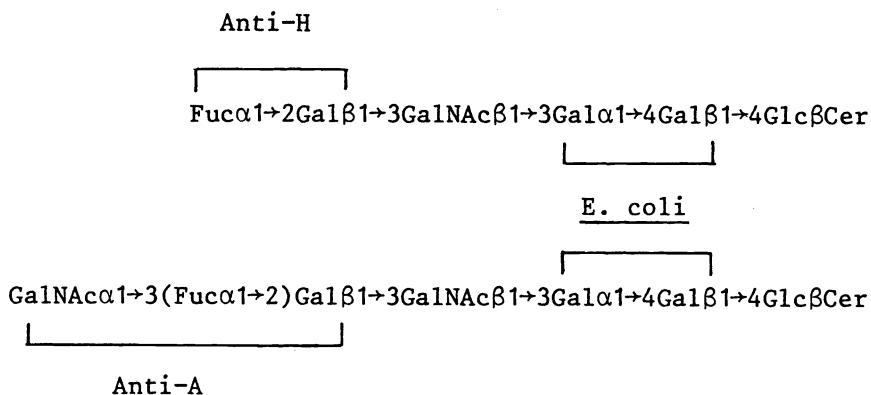 Anti-H
Fucα1→2Galβ1→3GalNAcβ1→3Galα1→4Galβ1→4GlcβCer
E. coli
GalNAcα1→3(Fucα1→2)Galβ1→3GalNAcβ1→3Galα1→4Galβ1→4GlcβCer
Anti-A